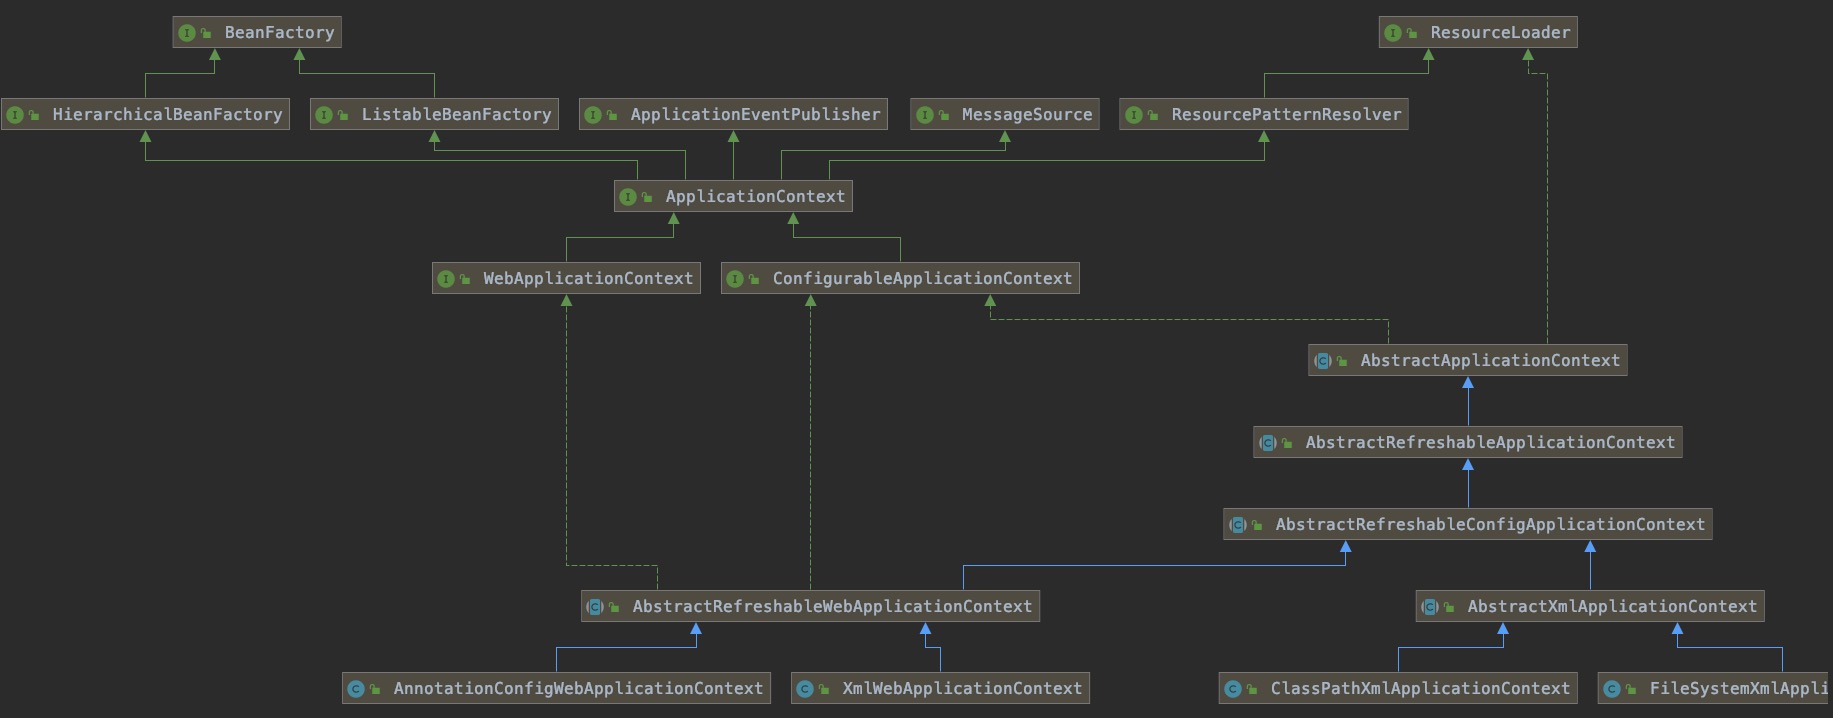 BeanFactory
ResourceLoader
HierarchicalBeanFactory
ListableBeanFactory
ApplicationEventPublisher
MessageSource
ResourcePatternResolver
ApplicationContext
WebApplicationContext
ConfigurableApplicationContext
AbstractApplicationContext
AbstractRefreshableApplicationContext
AbstractRefreshableConfigApplicationContext
AbstractRefreshableWebApplicationContext
AbstractXmlApplicationContext
AnnotationConfigWebApplicationContext
XmlWebApplicationContext
ClassPathXmlApplicationContext
FileSystemXmlAppli